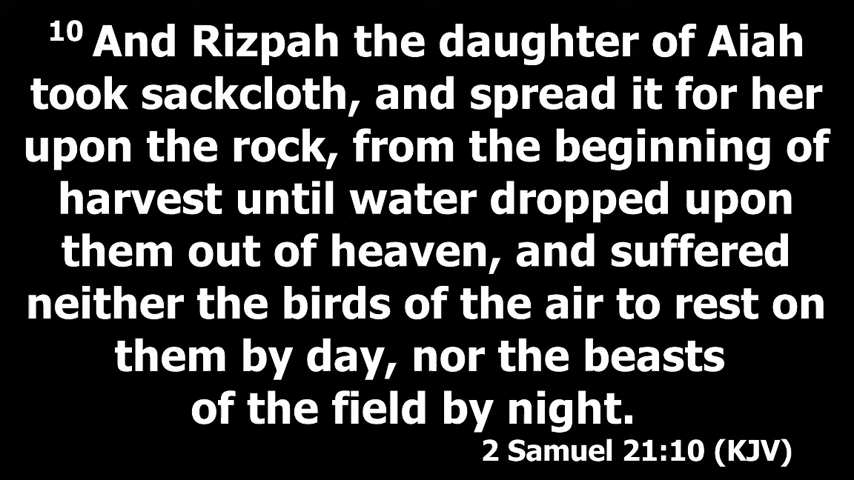 10 And Rizpah the daughter of Aiah
took sackcloth, and spread it for her
upon the rock, from the beginning of
harvest until water dropped upon
them out of heaven, and suffered
neither the birds of the air to rest on
them by day, nor the beasts
of the field by night.
2 Samuel 21:10 (KJV)